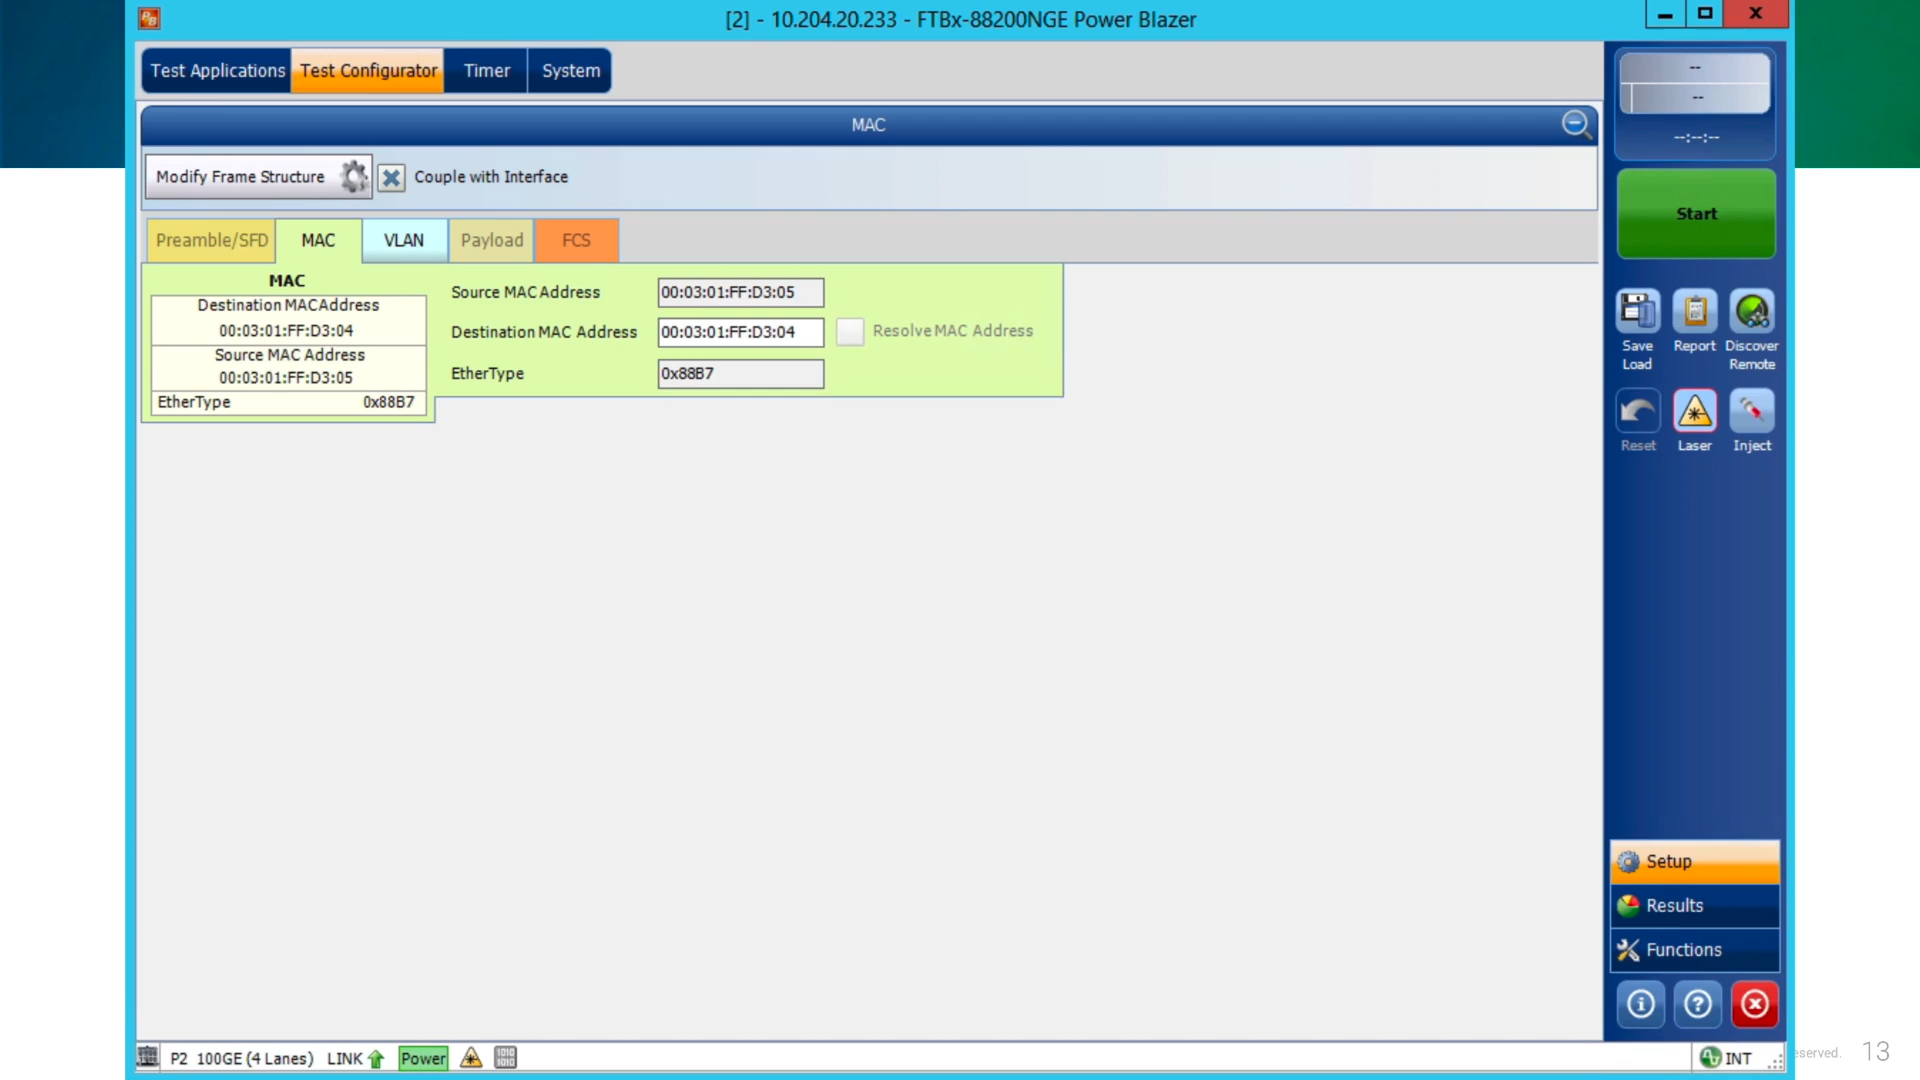 [2] - 10.204.20.233 - FTBx-88200NGE Power Blazer
Test Applications Test Configurator Timer System
MAC
Modify Frame Structure Couple with Interface
Preamble/SFD MAC VLAN Payload FCS
MAC
Destination MAC Address
00:03:01:FF:D3:04
Source MAC Address
00:03:01:FF:D3:05
EtherType 0x88B7
Source MAC Address 00:03:01:FF:D3:05
Destination MAC Address 00:03:01:FF:D3:04 Resolve MAC Address
EtherType 0x88B7
--
--
--:--:--
Start
Save Load
Report
Discover Remote
Reset Laser Inject
Setup
Results
Functions
P2 100GE (4 Lanes) LINK Power
INT
eserved. 13